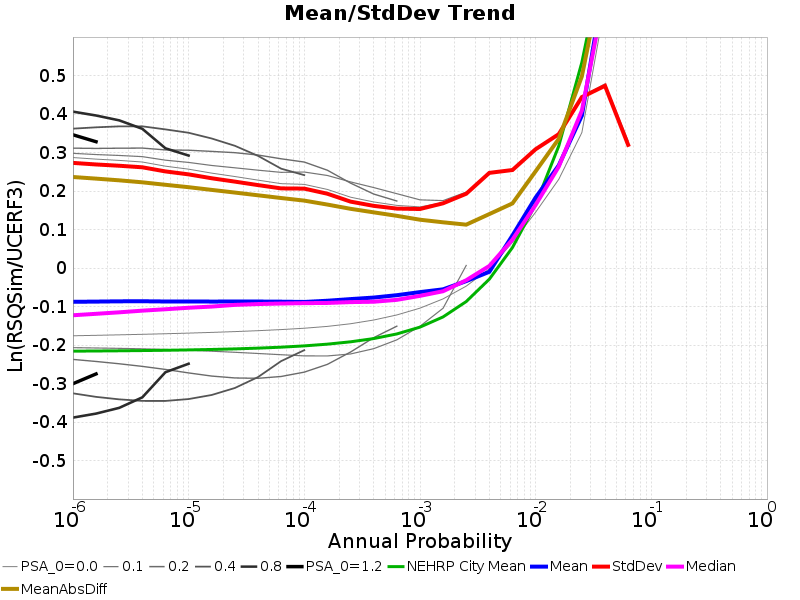 Mean/StdDev Trend
Ln(RSQSim/UCERF3)
0.5
0.4
0.3
0.2
0.1
0
-0.1
-0.2
-0.3
-0.4
-0.5
10^-6 10^-5 10^-4 10^-3 10^-2 10^-1 10^0
Annual Probability
PSA_0=0.0 0.1 0.2 0.4 0.8 PSA_0=1.2 NEHRP City Mean Mean StdDev Median
MeanAbsDiff